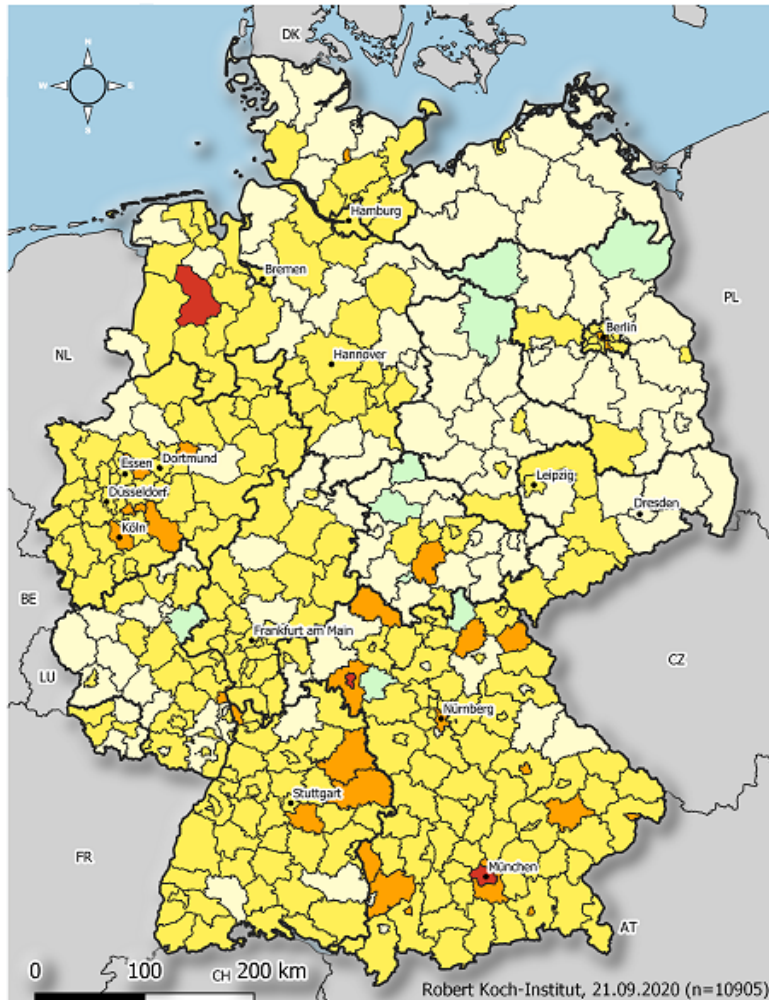 DK
N
W E
S
Hamburg
Bremen
PL
Berlin
NL
Hannover
Essen Dortmund
Düsseldorf
Leipzig
Dresden
Köln
BE
Frankfurt am Main
CZ
LU
Nürnberg
Stuttgart
FR
München
AT
0 100 200 km
CH
Robert Koch-Institut, 21.09.2020 (n=10905)